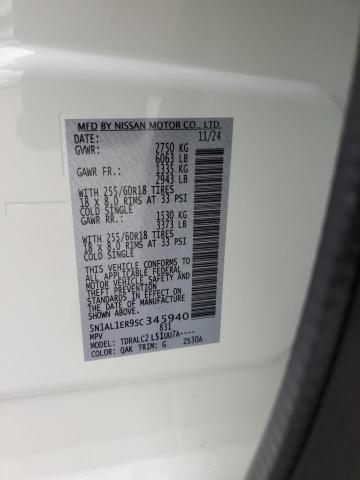 MFD BY NISSAN MOTOR CO., LTD.
DATE: 11/24
GVWR: 2750 KG
6063 LB
GAWR FR.: 1335 KG
2943 LB
WITH 255/60R18 TIRES
18 x 8.0 RIMS AT 33 PSI
COLD SINGLE
GAWR RR.: 1530 KG
3373 LB
WITH 255/60R18 TIRES
18 x 8.0 RIMS AT 33 PSI
COLD SINGLE
THIS VEHICLE CONFORMS TO
ALL APPLICABLE FEDERAL
MOTOR VEHICLE SAFETY AND
THEFT PREVENTION STANDARDS
IN EFFECT ON THE DATE OF
MANUFACTURE SHOWN ABOVE.
5N1AL1ER9SC345940
MPV 831
MODEL: TDRALC2 L51UU7A----
COLOR: QAK TRIM: G ZS30A